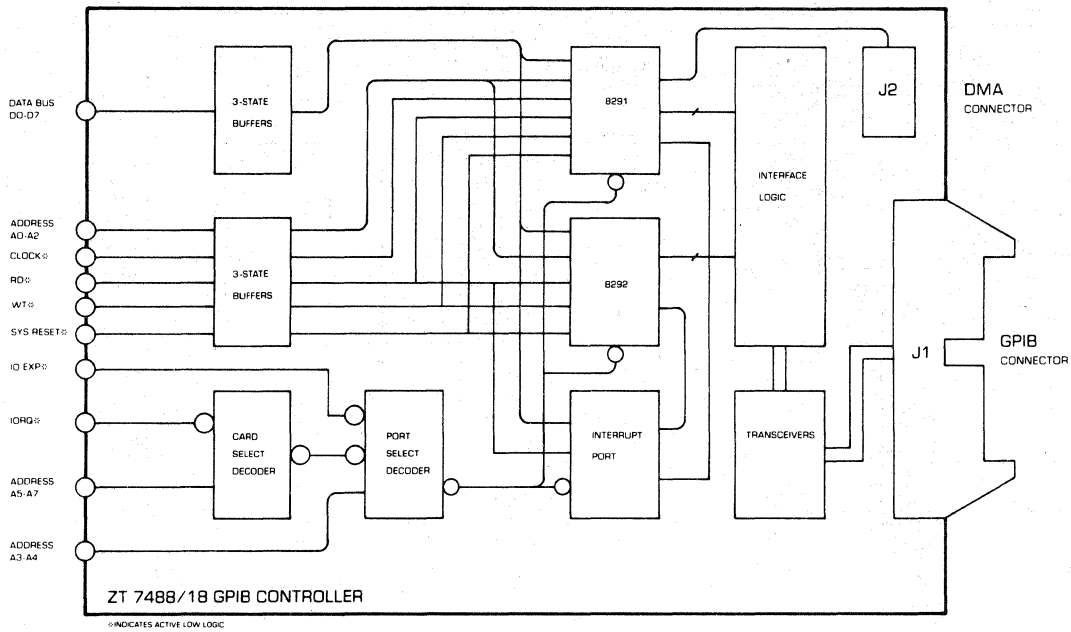 DATA BUS
D0-D7
3-STATE
BUFFERS
8291
INTERFACE
LOGIC
J2
DMA
CONNECTOR
ADDRESS
A0-A2
CLOCK*
RD*
WT*
SYS RESET*
3-STATE
BUFFERS
8292
J1
GPIB
CONNECTOR
IO EXP*
IORQ*
ADDRESS
A5-A7
ADDRESS
A3-A4
CARD
SELECT
DECODER
PORT
SELECT
DECODER
INTERRUPT
PORT
TRANSCEIVERS
ZT 7488/18 GPIB CONTROLLER
*INDICATES ACTIVE LOW LOGIC